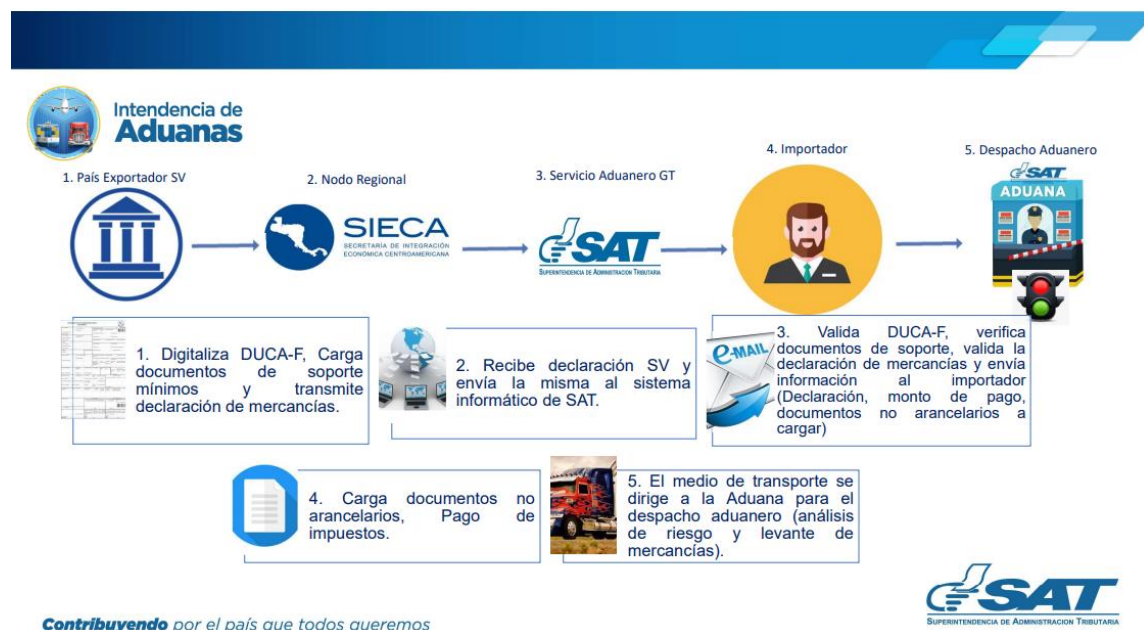 Intendencia de
Aduanas
1. País Exportador SV
2. Nodo Regional
3. Servicio Aduanero GT
4. Importador
5. Despacho Aduanero
SIECA
SECRETARÍA DE INTEGRACIÓN
ECONÓMICA CENTROAMERICANA
SAT
SUPERINTENDENCIA DE ADMINISTRACION TRIBUTARIA
SAT
ADUANA
1. Digitaliza DUCA-F, Carga
documentos de soporte
mínimos y transmite
declaración de mercancías.
2. Recibe declaración SV y
envía la misma al sistema
informático de SAT.
e-MAIL
3. Valida DUCA-F, verifica
documentos de soporte, valida la
declaración de mercancías y envía
información al importador
(Declaración, monto de pago,
documentos no arancelarios a
cargar)
4. Carga documentos no
arancelarios, Pago de
impuestos.
5. El medio de transporte se
dirige a la Aduana para el
despacho aduanero (análisis
de riesgo y levante de
mercancías).
Contribuyendo por el país que todos queremos
SAT
SUPERINTENDENCIA DE ADMINISTRACION TRIBUTARIA